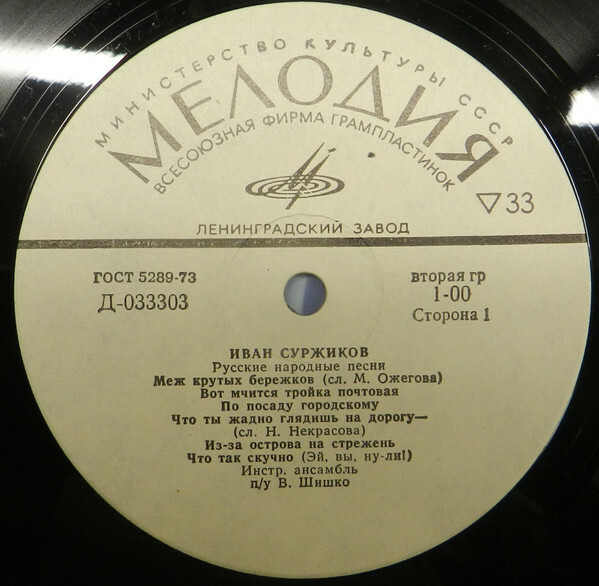 МИНИСТЕРСТВО КУЛЬТУРЫ СССР
МЕЛОДИЯ
ВСЕСОЮЗНАЯ ФИРМА ГРАМПЛАСТИНОК
33
ЛЕНИНГРАДСКИЙ ЗАВОД
ГОСТ 5289-73
Д-033303
вторая гр
1-00
Сторона 1
ИВАН СУРЖИКОВ
Русские народные песни
Меж крутых бережков (сл. М. Ожегова)
Вот мчится тройка почтовая
По посаду городскому
Что ты жадно глядишь на дорогу—
(сл. Н. Некрасова)
Из-за острова на стрежень
Что так скучно (Эй, вы, ну-ли!)
Инстр. ансамбль
п/у В. Шишко